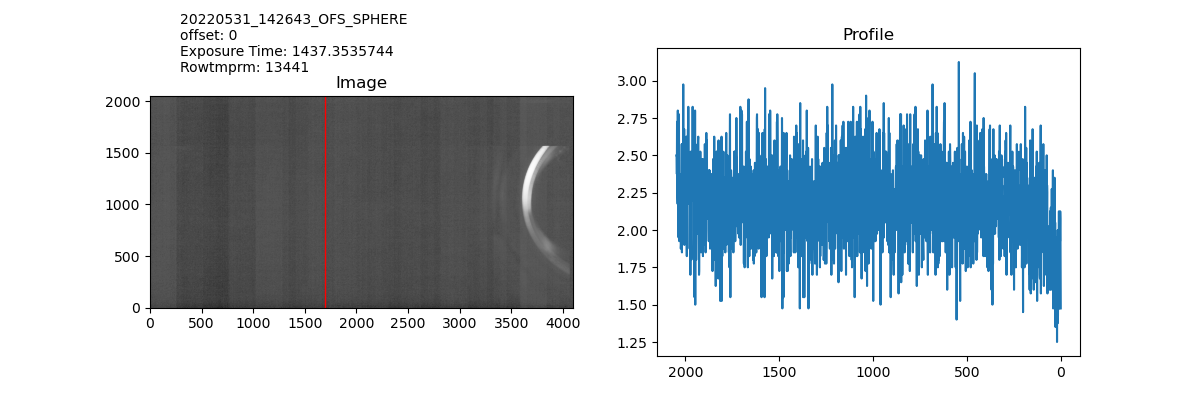 20220531_142643_OFS_SPHERE
offset: 0
Exposure Time: 1437.3535744
Rowtmprm: 13441
Image
2000
1500
1000
500
0
0 500 1000 1500 2000 2500 3000 3500 4000
Profile
3.00
2.75
2.50
2.25
2.00
1.75
1.50
1.25
2000 1500 1000 500 0